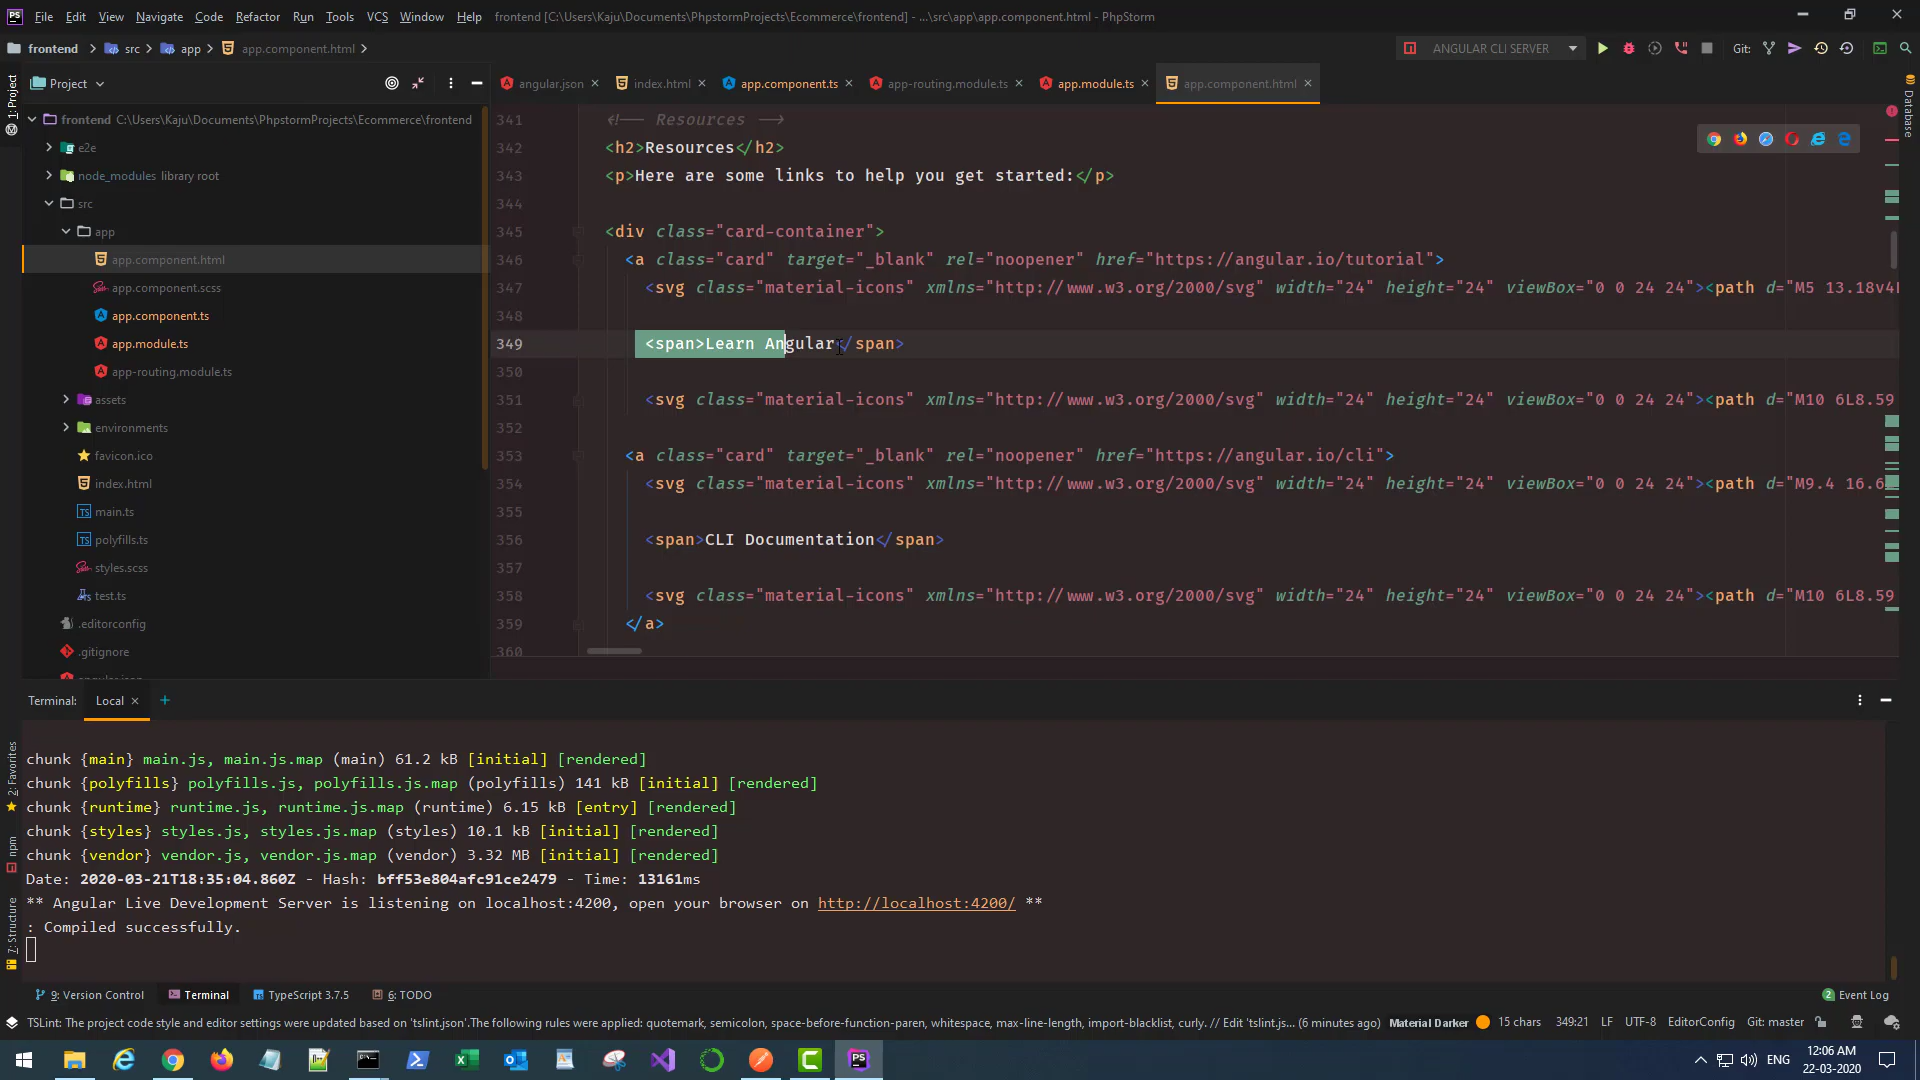 File Edit View Navigate Code Refactor Run Tools VCS Window Help frontend [C:\Users\Kaju\Documents\PhpstormProjects\Ecommerce\frontend] - ...\src\app\app.component.html - PhpStorm
frontend src app app.component.html ANGULAR CLI SERVER Git:
Project angular.json index.html app.component.ts app-routing.module.ts app.module.ts app.component.html
1: Project
Database
frontend C:\Users\Kaju\Documents\PhpstormProjects\Ecommerce\frontend
e2e
node_modules library root
src
app
app.component.html
app.component.scss
app.component.ts
app.module.ts
app-routing.module.ts
assets
environments
favicon.ico
index.html
main.ts
polyfills.ts
styles.scss
test.ts
.editorconfig
.gitignore
341 <!-- Resources -->
342 <h2>Resources</h2>
343 <p>Here are some links to help you get started:</p>
344
345 <div class="card-container">
346 <a class="card" target="_blank" rel="noopener" href="https://angular.io/tutorial">
347 <svg class="material-icons" xmlns="http://www.w3.org/2000/svg" width="24" height="24" viewBox="0 0 24 24"><path d="M5 13.18v4
348
349 <span>Learn Angular</span>
350
351 <svg class="material-icons" xmlns="http://www.w3.org/2000/svg" width="24" height="24" viewBox="0 0 24 24"><path d="M10 6L8.59
352
353 <a class="card" target="_blank" rel="noopener" href="https://angular.io/cli">
354 <svg class="material-icons" xmlns="http://www.w3.org/2000/svg" width="24" height="24" viewBox="0 0 24 24"><path d="M9.4 16.6
355
356 <span>CLI Documentation</span>
357
358 <svg class="material-icons" xmlns="http://www.w3.org/2000/svg" width="24" height="24" viewBox="0 0 24 24"><path d="M10 6L8.59
359 </a>
360
Terminal: Local
2: Favorites
npm
7: Structure
chunk {main} main.js, main.js.map (main) 61.2 kB [initial] [rendered]
chunk {polyfills} polyfills.js, polyfills.js.map (polyfills) 141 kB [initial] [rendered]
chunk {runtime} runtime.js, runtime.js.map (runtime) 6.15 kB [entry] [rendered]
chunk {styles} styles.js, styles.js.map (styles) 10.1 kB [initial] [rendered]
chunk {vendor} vendor.js, vendor.js.map (vendor) 3.32 MB [initial] [rendered]
Date: 2020-03-21T18:35:04.860Z - Hash: bff53e804afc91ce2479 - Time: 13161ms
** Angular Live Development Server is listening on localhost:4200, open your browser on http://localhost:4200/ **
: Compiled successfully.
9: Version Control Terminal TypeScript 3.7.5 6: TODO 2 Event Log
TSLint: The project code style and editor settings were updated based on 'tslint.json'.The following rules were applied: quotemark, semicolon, space-before-function-paren, whitespace, max-line-length, import-blacklist, curly. // Edit 'tslint.js... (6 minutes ago) Material Darker 15 chars 349:21 LF UTF-8 EditorConfig Git: master
ENG 12:06 AM
22-03-2020